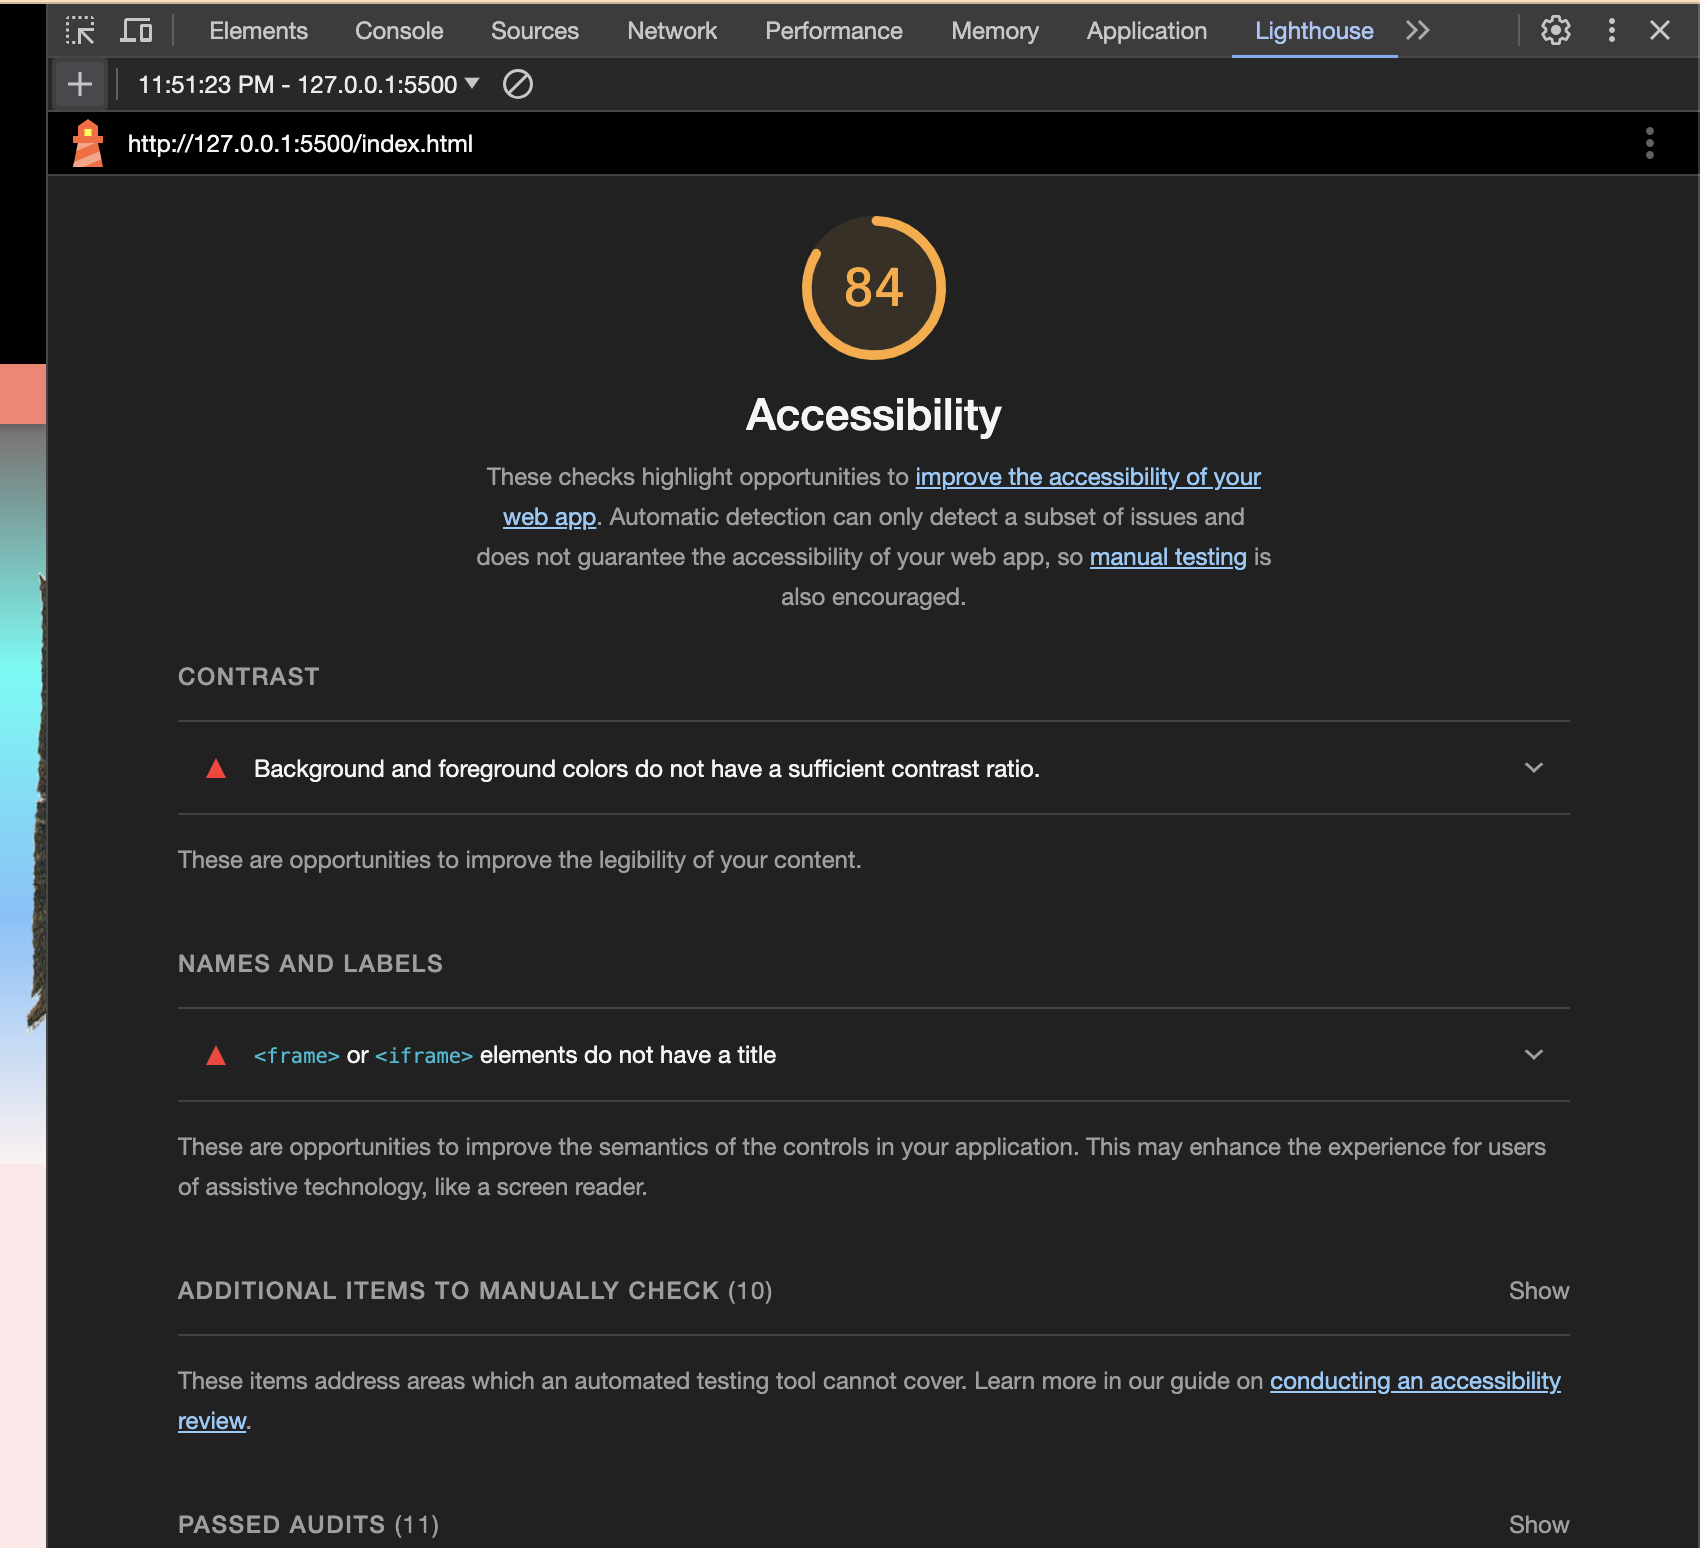 Elements Console Sources Network Performance Memory Application Lighthouse
11:51:23 PM - 127.0.0.1:5500
http://127.0.0.1:5500/index.html
84
Accessibility
These checks highlight opportunities to improve the accessibility of your
web app. Automatic detection can only detect a subset of issues and
does not guarantee the accessibility of your web app, so manual testing is
also encouraged.
CONTRAST
Background and foreground colors do not have a sufficient contrast ratio.
These are opportunities to improve the legibility of your content.
NAMES AND LABELS
<frame> or <iframe> elements do not have a title
These are opportunities to improve the semantics of the controls in your application. This may enhance the experience for users
of assistive technology, like a screen reader.
ADDITIONAL ITEMS TO MANUALLY CHECK (10) Show
These items address areas which an automated testing tool cannot cover. Learn more in our guide on conducting an accessibility
review.
PASSED AUDITS (11) Show